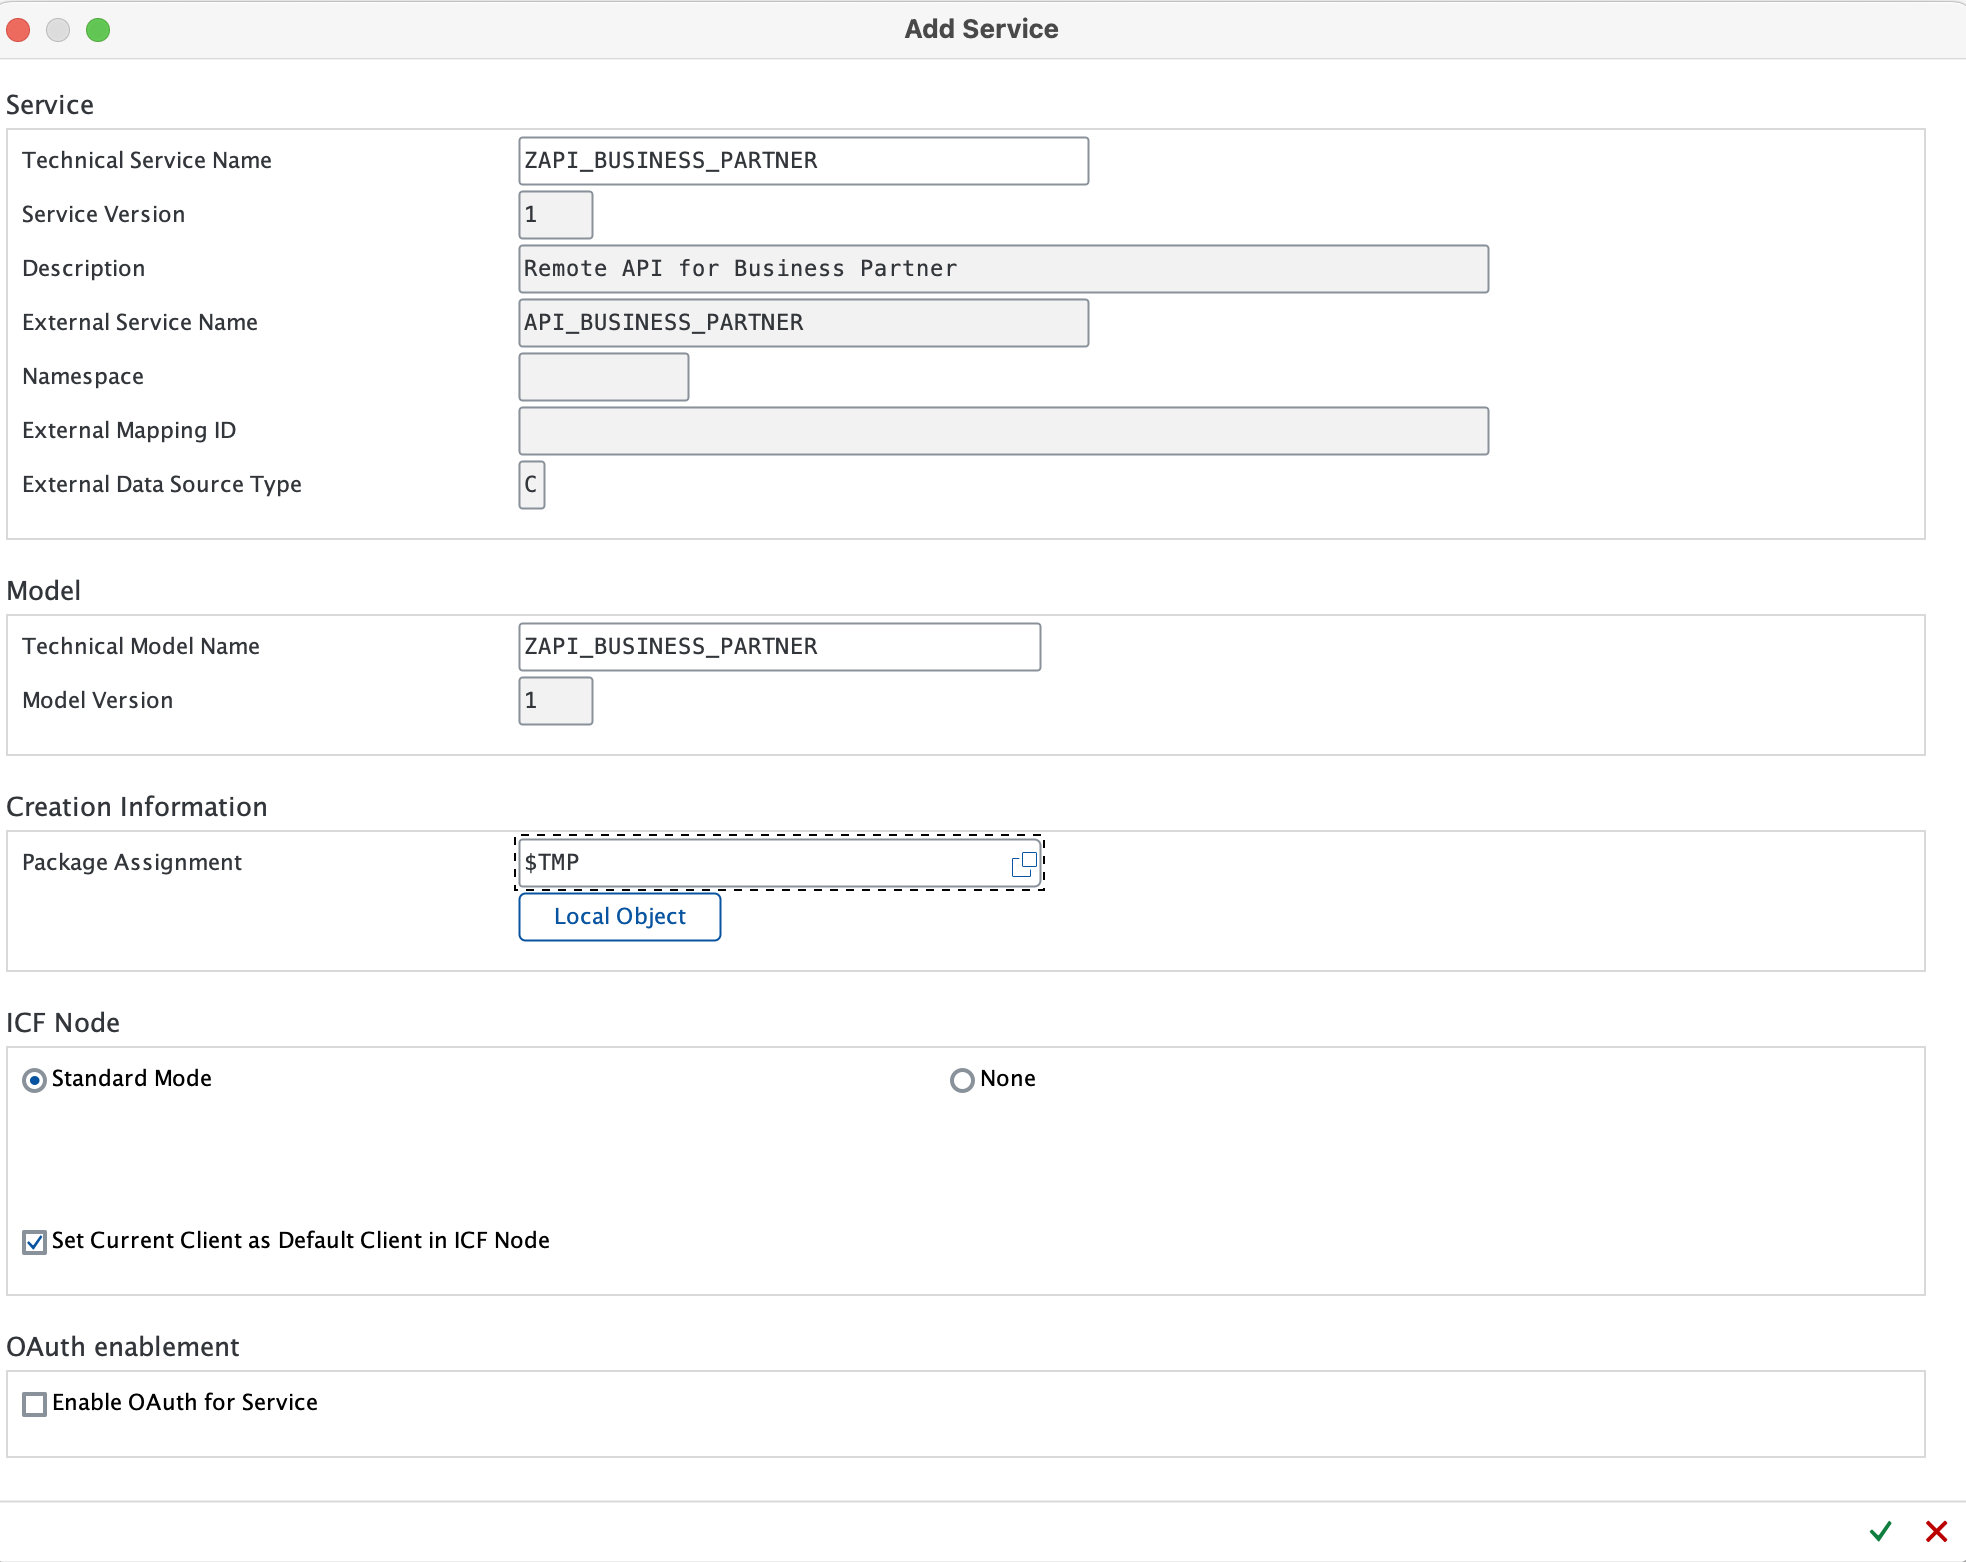 Add Service
Service
Technical Service Name ZAPI_BUSINESS_PARTNER
Service Version 1
Description Remote API for Business Partner
External Service Name API_BUSINESS_PARTNER
Namespace
External Mapping ID
External Data Source Type C
Model
Technical Model Name ZAPI_BUSINESS_PARTNER
Model Version 1
Creation Information
Package Assignment $TMP
Local Object
ICF Node
Standard Mode None
Set Current Client as Default Client in ICF Node
OAuth enablement
Enable OAuth for Service